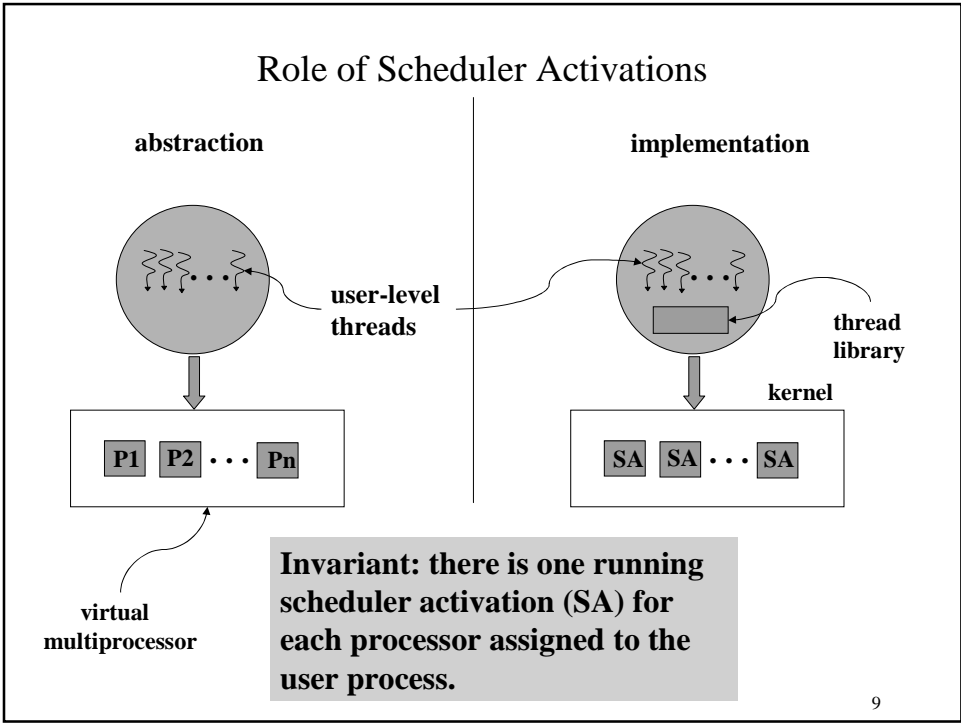 Role of Scheduler Activations
abstraction
implementation
user-level
threads
thread
library
kernel
P1 P2 • • • Pn
SA SA • • • SA
virtual
multiprocessor
Invariant: there is one running
scheduler activation (SA) for
each processor assigned to the
user process.
9